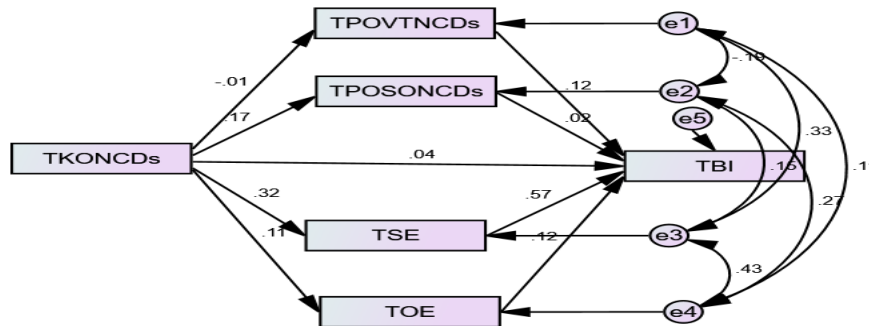 TPOVTNCDs
e1
-.01
-.19
TPOSONCDs
.12
e2
.17
.02
e5
TKONCDs
.04
TBI
.33
.15
.32
.57
.27
TSE
.12
e3
.11
.43
TOE
e4